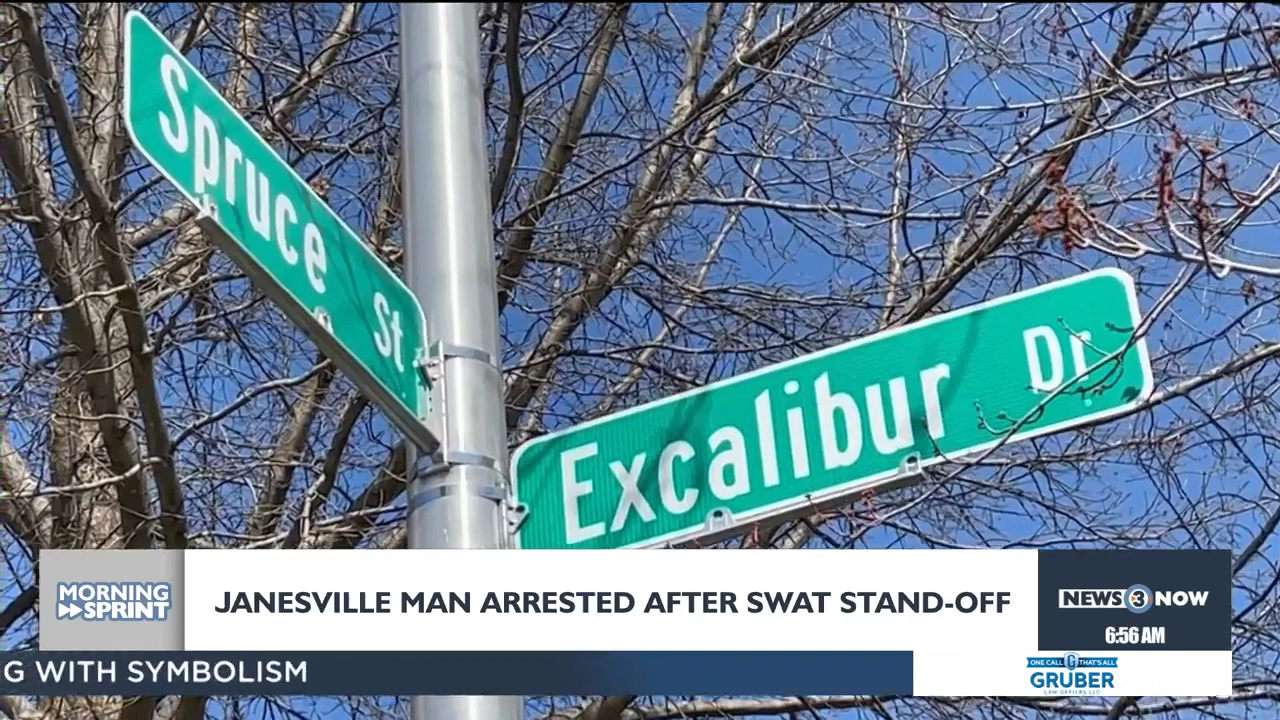 Spruce St
Excalibur Dr
MORNING
SPRINT
JANESVILLE MAN ARRESTED AFTER SWAT STAND-OFF
NEWS 3 NOW
6:56 AM
G WITH SYMBOLISM
ONE CALL G THAT'S ALL
GRUBER
LAW OFFICES LLC